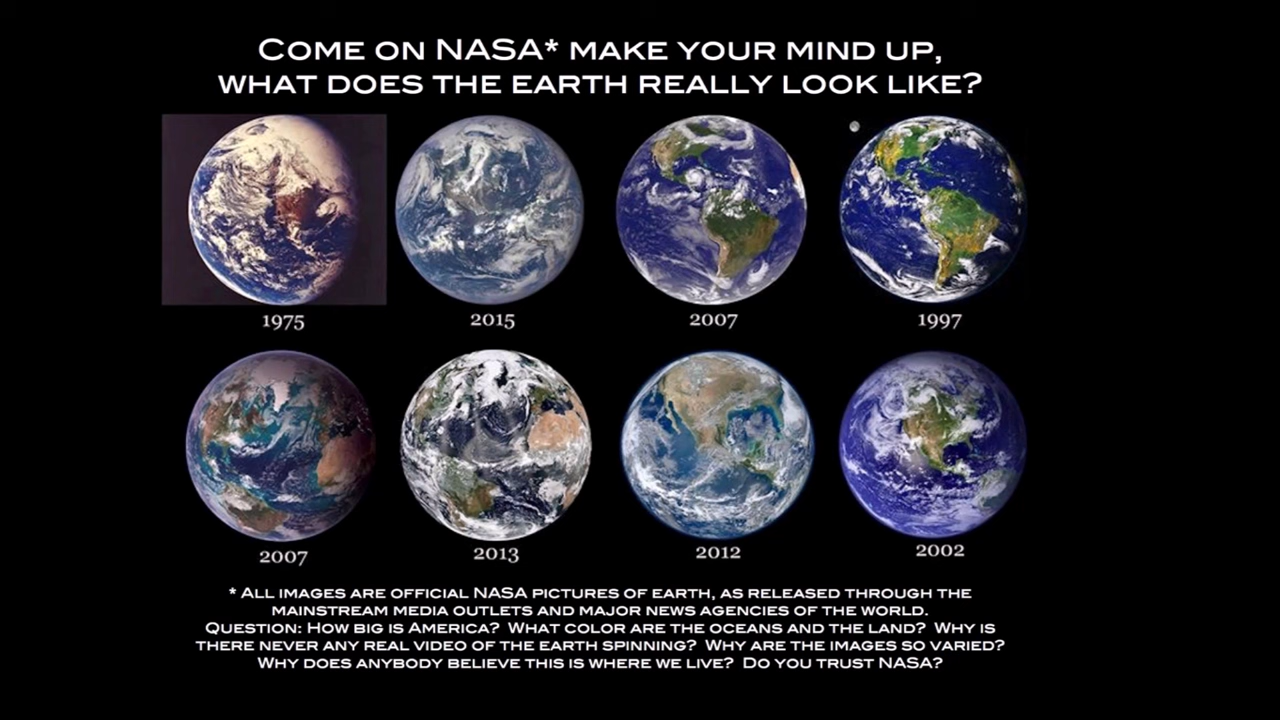 COME ON NASA* MAKE YOUR MIND UP,
WHAT DOES THE EARTH REALLY LOOK LIKE?
1975
2015
2007
1997
2007
2013
2012
2002
* ALL IMAGES ARE OFFICIAL NASA PICTURES OF EARTH, AS RELEASED THROUGH THE
MAINSTREAM MEDIA OUTLETS AND MAJOR NEWS AGENCIES OF THE WORLD.
QUESTION: HOW BIG IS AMERICA? WHAT COLOR ARE THE OCEANS AND THE LAND? WHY IS
THERE NEVER ANY REAL VIDEO OF THE EARTH SPINNING? WHY ARE THE IMAGES SO VARIED?
WHY DOES ANYBODY BELIEVE THIS IS WHERE WE LIVE? DO YOU TRUST NASA?